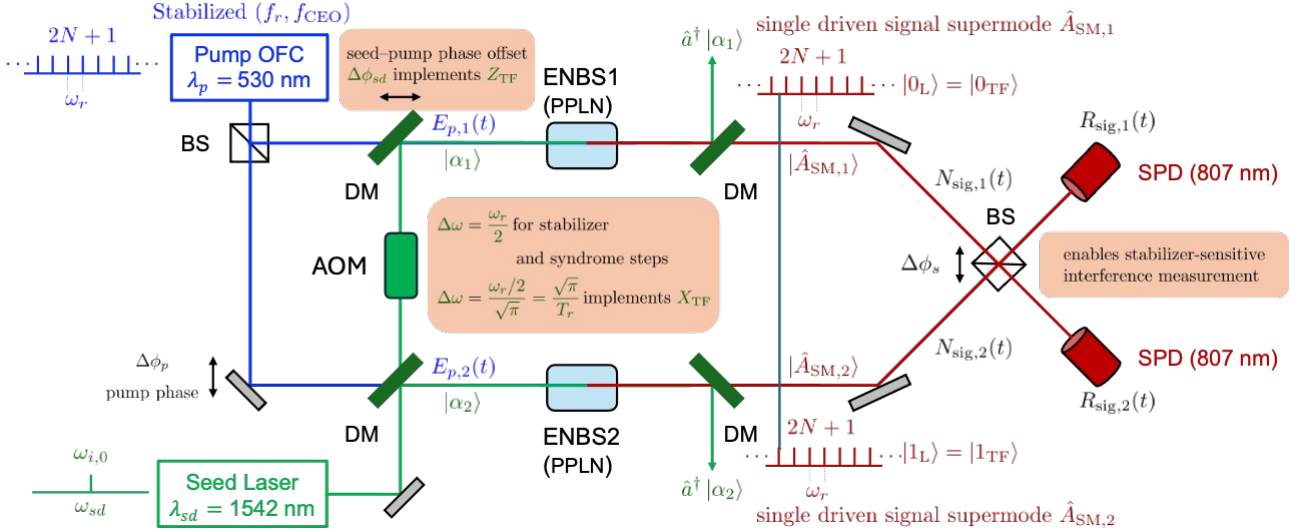 Stabilized (f_r, f_CEO)
2N + 1
··· ···
ω_r
Pump OFC
λ_p = 530 nm
BS
seed–pump phase offset
Δϕ_sd implements Z_TF
DM
E_p,1(t)
|α₁⟩
ENBS1
(PPLN)
â† |α₁⟩
DM
single driven signal supermode Â_SM,1
2N + 1
··· ··· |0_L⟩ = |0_TF⟩
ω_r
|Â_SM,1⟩
R_sig,1(t)
SPD (807 nm)
N_sig,1(t)
BS
Δϕ_s
enables stabilizer-sensitive
interference measurement
AOM
Δω = ω_r/2 for stabilizer
and syndrome steps
Δω = (ω_r/2)/√π = √π/T_r implements X_TF
Δϕ_p
pump phase
DM
E_p,2(t)
|α₂⟩
ENBS2
(PPLN)
DM
â† |α₂⟩
|Â_SM,2⟩
N_sig,2(t)
SPD (807 nm)
R_sig,2(t)
2N + 1
··· ··· |1_L⟩ = |1_TF⟩
ω_r
single driven signal supermode Â_SM,2
ω_i,0
ω_sd
Seed Laser
λ_sd = 1542 nm